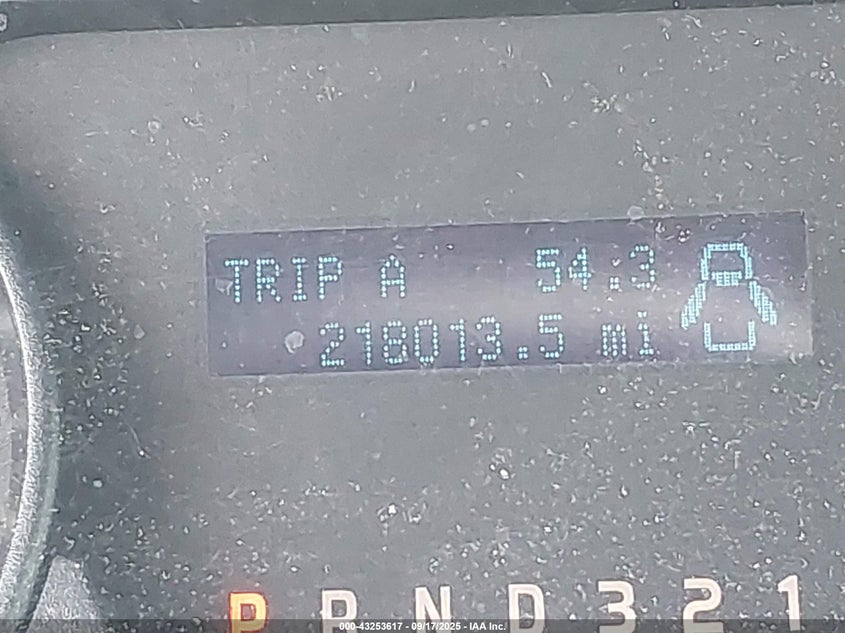 TRIP A 54.3
218013.5 mi
P R N D 3 2 1
000-43253617 - 09/17/2025 - IAA Inc.